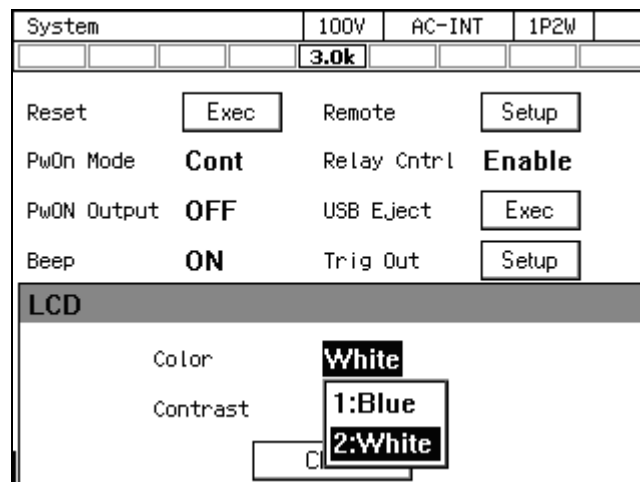 System 100V AC-INT 1P2W
3.0k
Reset Exec Remote Setup
PwOn Mode Cont Relay Cntrl Enable
PwON Output OFF USB Eject Exec
Beep ON Trig Out Setup
LCD
Color White
Contrast 1:Blue
2:White